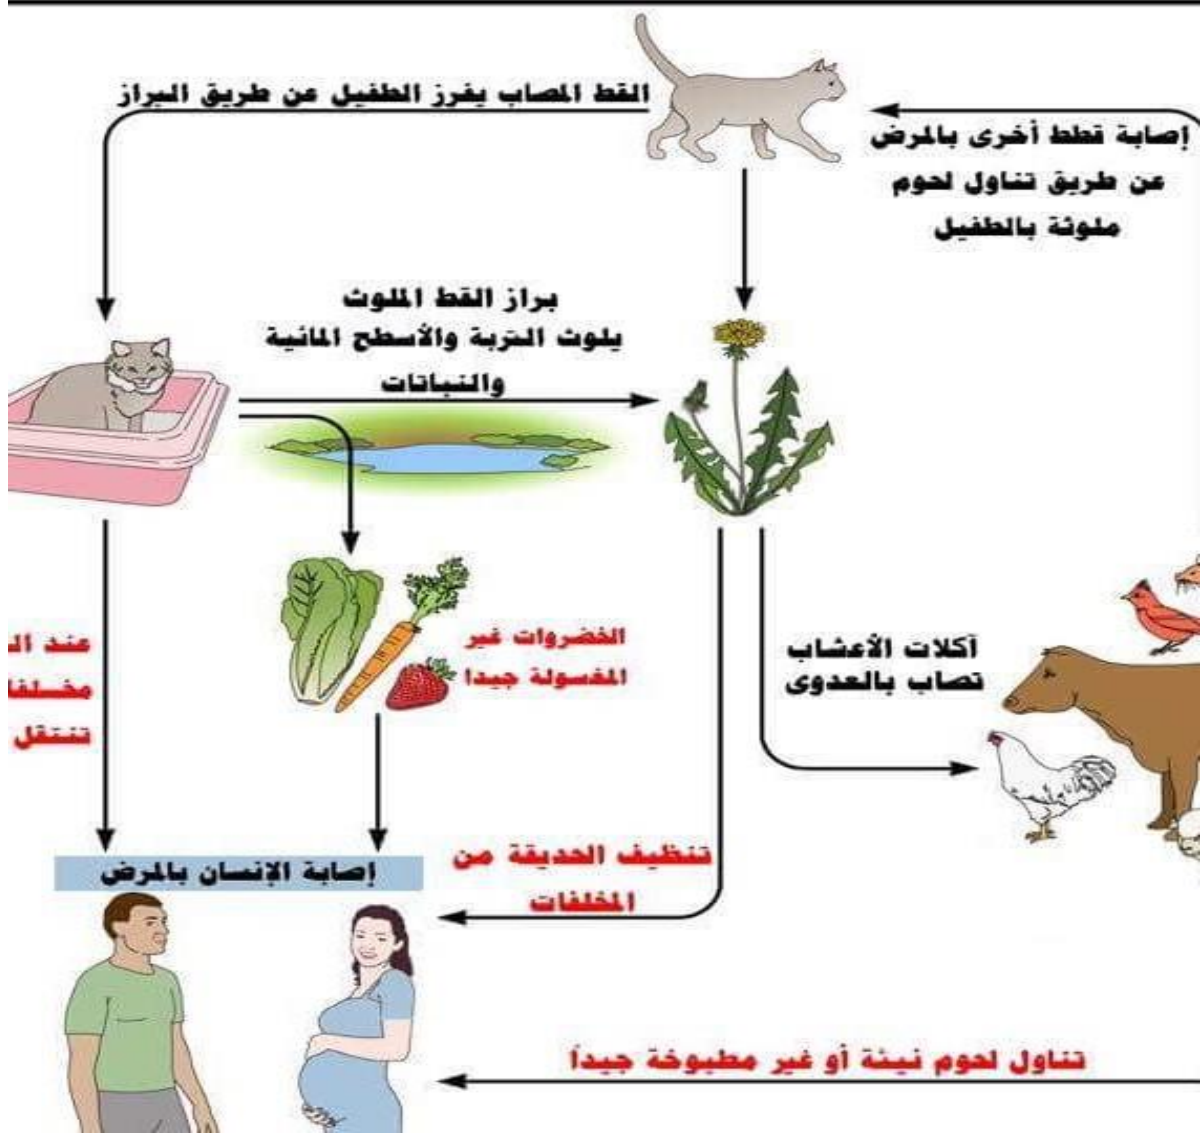 القط المصاب يفرز الطفيل عن طريق البراز
إصابة قطط أخرى بالمرض
عن طريق تناول لحوم
ملوثة بالطفيل
براز القط الملوث
يلوث التربة والأسطح المائية
والنباتات
الخضروات غير
المغسولة جيدا
آكلات الأعشاب
تصاب بالعدوى
عند
تنتقل
إصابة الإنسان بالمرض
تنظيف الحديقة من
المخلفات
تناول لحوم نيئة أو غير مطبوخة جيداً